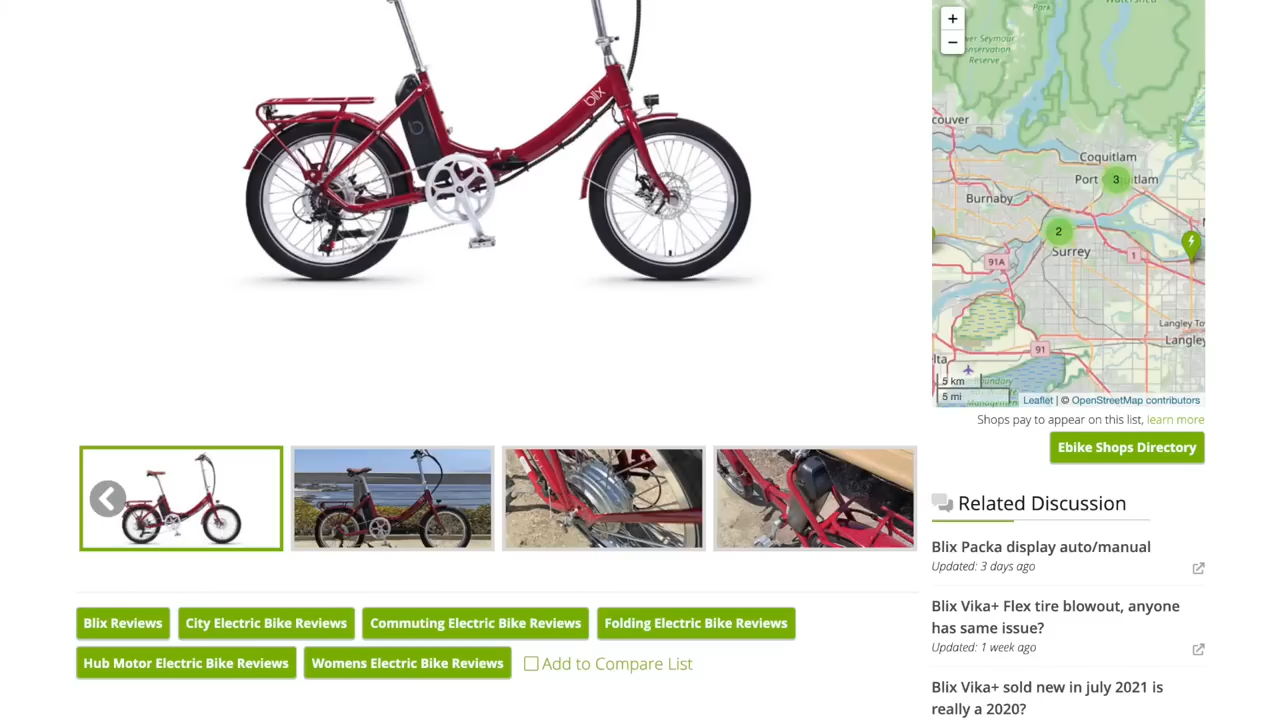 blix
+
−
Coquitlam
3
Burnaby
2
Surrey
91A
1
91
5 km
5 mi
Leaflet | © OpenStreetMap contributors
Shops pay to appear on this list, learn more
Ebike Shops Directory
Related Discussion
Blix Packa display auto/manual
Updated: 3 days ago
Blix Vika+ Flex tire blowout, anyone
has same issue?
Updated: 1 week ago
Blix Vika+ sold new in july 2021 is
really a 2020?
Blix Reviews
City Electric Bike Reviews
Commuting Electric Bike Reviews
Folding Electric Bike Reviews
Hub Motor Electric Bike Reviews
Womens Electric Bike Reviews
Add to Compare List